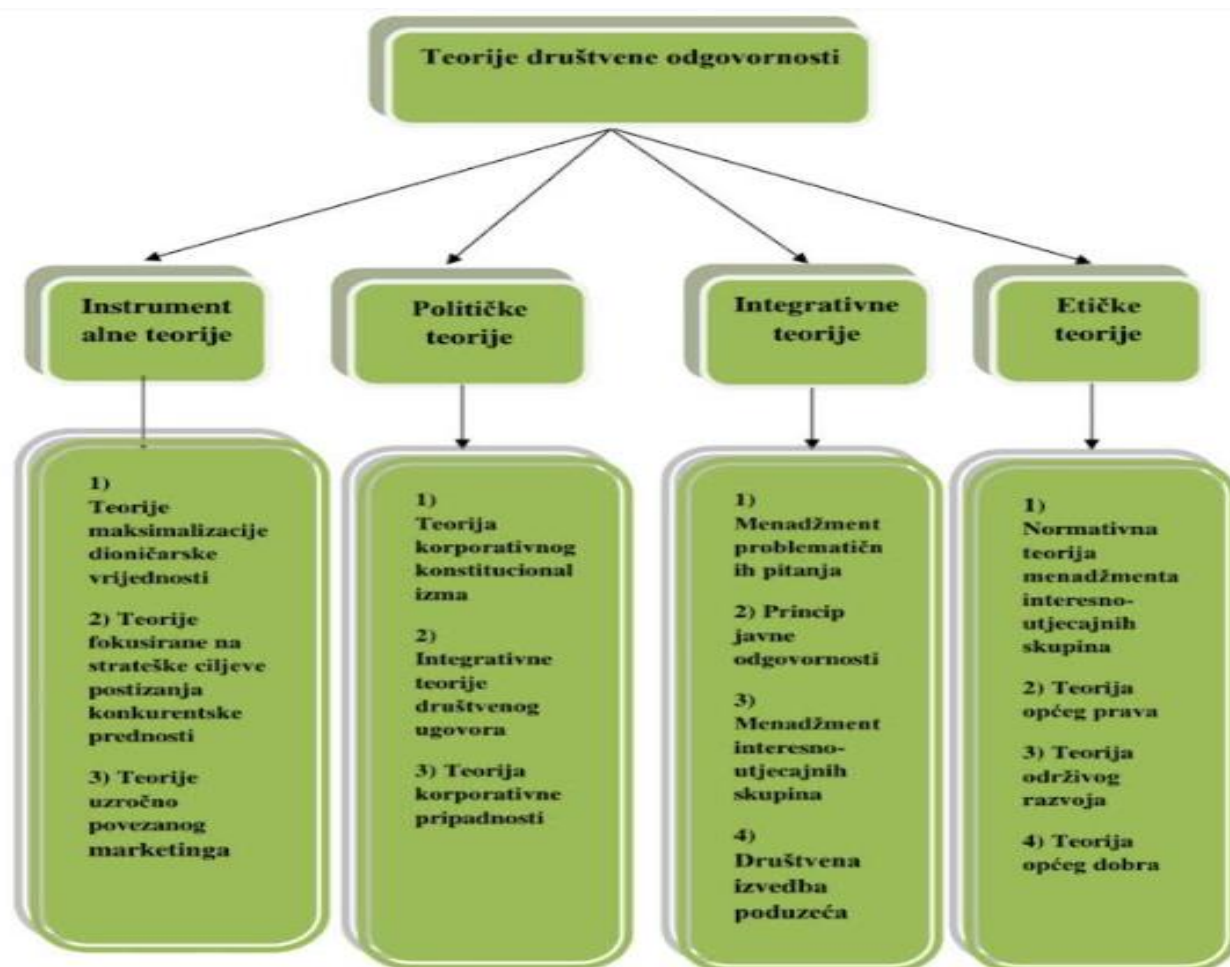 Teorije društvene odgovornosti
Instrument
alne teorije
Političke
teorije
Integrativne
teorije
Etičke
teorije
1)
Teorije
maksimalizacije
dioničarske
vrijednosti
2) Teorije
fokusirane na
strateške ciljeve
postizanja
konkurentske
prednosti
3) Teorije
uzročno
povezanog
marketinga
1)
Teorija
korporativnog
konstitucional
izma
2)
Integrativne
teorije
društvenog
ugovora
3) Teorija
korporativne
pripadnosti
1)
Menadžment
problematičn
ih pitanja
2) Princip
javne
odgovornosti
3)
Menadžment
interesno-
utjecajnih
skupina
4)
Društvena
izvedba
poduzeća
1)
Normativna
teorija
menadžmenta
interesno-
utjecajnih
skupina
2) Teorija
općeg prava
3) Teorija
održivog
razvoja
4) Teorija
općeg dobra